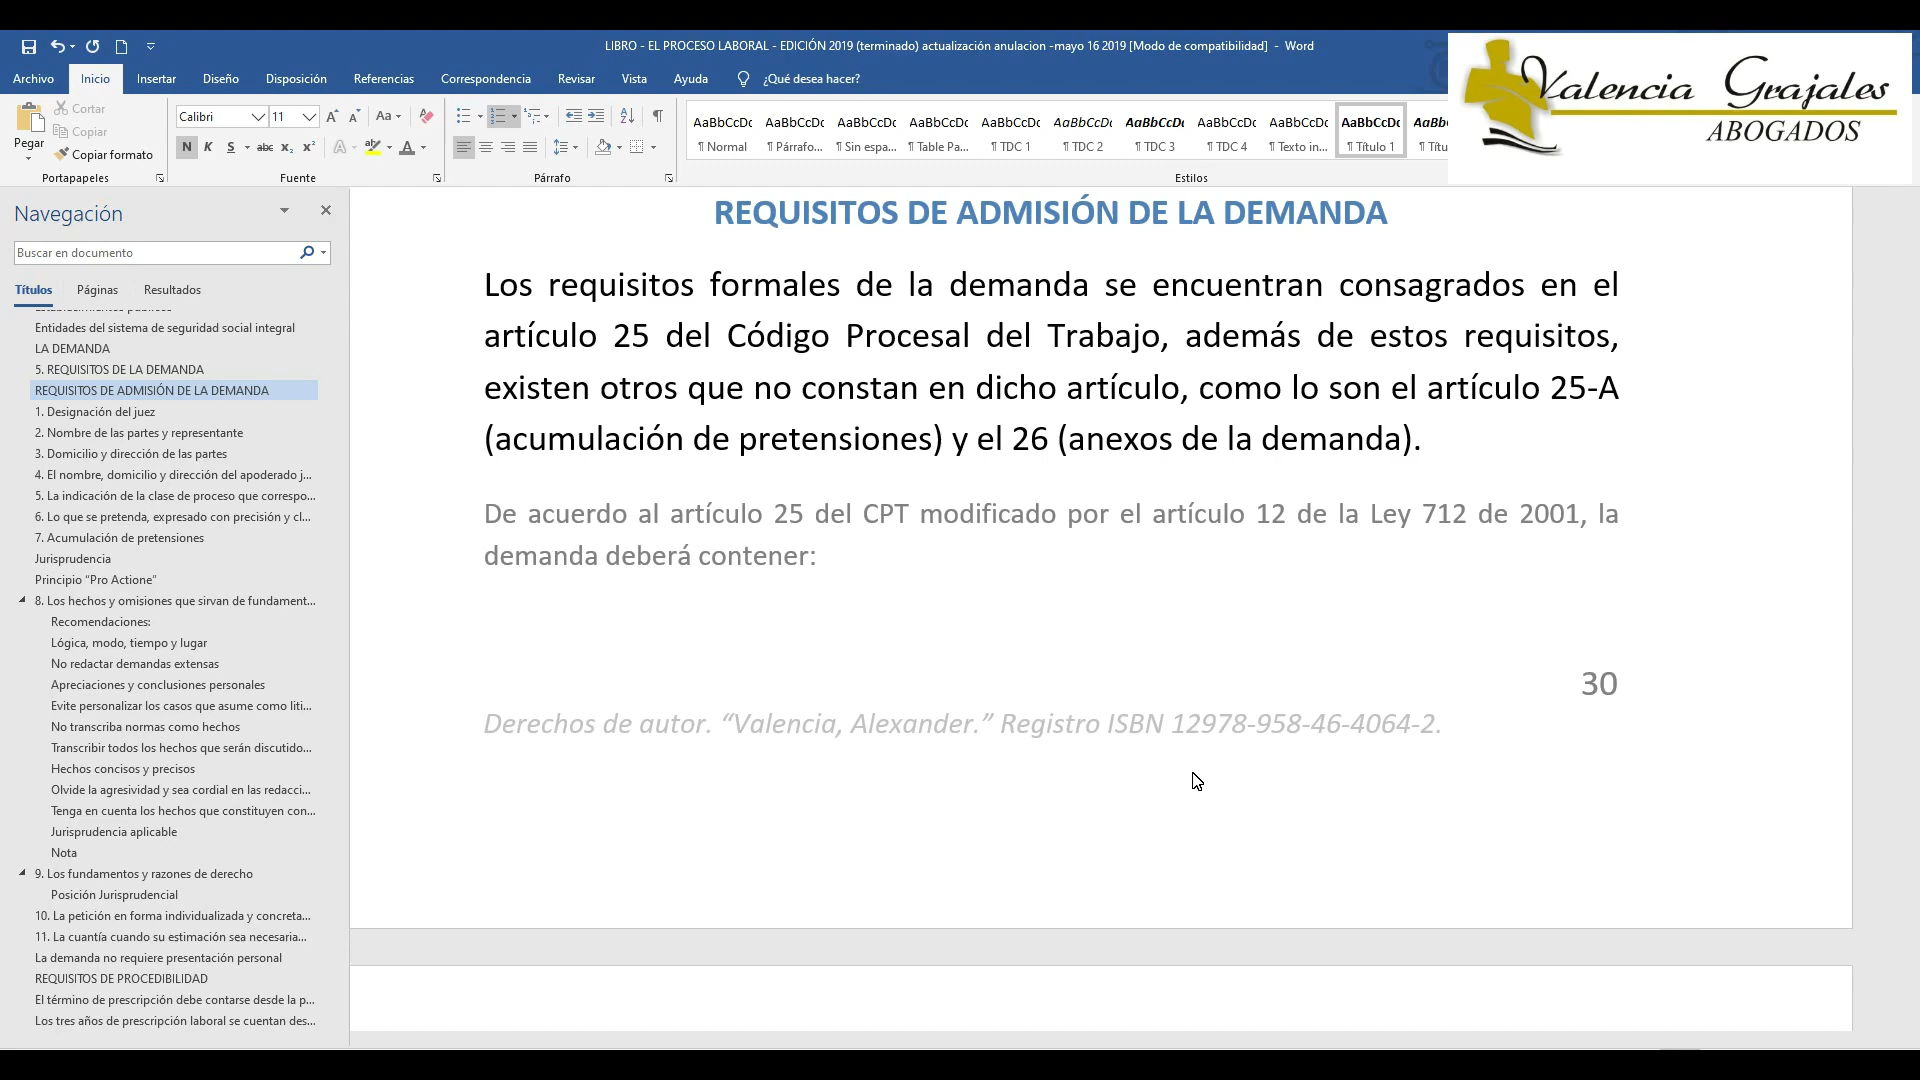 LIBRO - EL PROCESO LABORAL - EDICIÓN 2019 (terminado) actualización anulacion -mayo 16 2019 [Modo de compatibilidad] - Word
Archivo Inicio Insertar Diseño Disposición Referencias Correspondencia Revisar Vista Ayuda ¿Qué desea hacer?
Valencia Grajales
ABOGADOS
Pegar
Cortar
Copiar
Copiar formato
Portapapeles
Calibri 11
Aa
N K S abc x₂ x²
Fuente
Párrafo
AaBbCcDc AaBbCcDc AaBbCcDc AaBbCcDc AaBbCcDc AaBbCcDc AaBbCcDc AaBbCcDc AaBbCcDc AaBbCcDc AaBb
¶ Normal ¶ Párrafo... ¶ Sin espa... ¶ Table Pa... ¶ TDC 1 ¶ TDC 2 ¶ TDC 3 ¶ TDC 4 ¶ Texto in... ¶ Título 1 ¶ Títu
Estilos
Navegación
Buscar en documento
Títulos Páginas Resultados
Entidades del sistema de seguridad social integral
LA DEMANDA
5. REQUISITOS DE LA DEMANDA
REQUISITOS DE ADMISIÓN DE LA DEMANDA
1. Designación del juez
2. Nombre de las partes y representante
3. Domicilio y dirección de las partes
4. El nombre, domicilio y dirección del apoderado j...
5. La indicación de la clase de proceso que correspo...
6. Lo que se pretenda, expresado con precisión y cl...
7. Acumulación de pretensiones
Jurisprudencia
Principio “Pro Actione”
8. Los hechos y omisiones que sirvan de fundament...
Recomendaciones:
Lógica, modo, tiempo y lugar
No redactar demandas extensas
Apreciaciones y conclusiones personales
Evite personalizar los casos que asume como liti...
No transcriba normas como hechos
Transcribir todos los hechos que serán discutido...
Hechos concisos y precisos
Olvide la agresividad y sea cordial en las redacci...
Tenga en cuenta los hechos que constituyen con...
Jurisprudencia aplicable
Nota
9. Los fundamentos y razones de derecho
Posición Jurisprudencial
10. La petición en forma individualizada y concreta...
11. La cuantía cuando su estimación sea necesaria...
La demanda no requiere presentación personal
REQUISITOS DE PROCEDIBILIDAD
El término de prescripción debe contarse desde la p...
Los tres años de prescripción laboral se cuentan des...
REQUISITOS DE ADMISIÓN DE LA DEMANDA
Los requisitos formales de la demanda se encuentran consagrados en el
artículo 25 del Código Procesal del Trabajo, además de estos requisitos,
existen otros que no constan en dicho artículo, como lo son el artículo 25-A
(acumulación de pretensiones) y el 26 (anexos de la demanda).
De acuerdo al artículo 25 del CPT modificado por el artículo 12 de la Ley 712 de 2001, la
demanda deberá contener:
30
Derechos de autor. “Valencia, Alexander.” Registro ISBN 12978-958-46-4064-2.